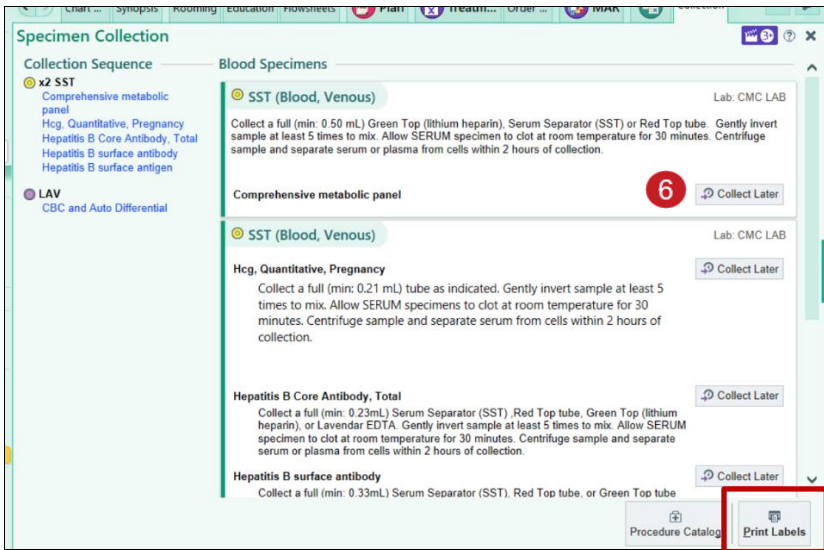 Chart ... Synopsis Rooming Education Flowsheets Plan Treatm... Order ... MAR Collection
Specimen Collection
3+
Collection Sequence
Blood Specimens
x2 SST
Comprehensive metabolic
panel
Hcg, Quantitative, Pregnancy
Hepatitis B Core Antibody, Total
Hepatitis B surface antibody
Hepatitis B surface antigen
LAV
CBC and Auto Differential
SST (Blood, Venous)
Lab: CMC LAB
Collect a full (min: 0.50 mL) Green Top (lithium heparin), Serum Separator (SST) or Red Top tube. Gently invert
sample at least 5 times to mix. Allow SERUM specimen to clot at room temperature for 30 minutes. Centrifuge
sample and separate serum or plasma from cells within 2 hours of collection.
Comprehensive metabolic panel
6
Collect Later
SST (Blood, Venous)
Lab: CMC LAB
Hcg, Quantitative, Pregnancy
Collect Later
Collect a full (min: 0.21 mL) tube as indicated. Gently invert sample at least 5
times to mix. Allow SERUM specimens to clot at room temperature for 30
minutes. Centrifuge sample and separate serum from cells within 2 hours of
collection.
Hepatitis B Core Antibody, Total
Collect Later
Collect a full (min: 0.23mL) Serum Separator (SST) ,Red Top tube, Green Top (lithium
heparin), or Lavendar EDTA. Gently invert sample at least 5 times to mix. Allow SERUM
specimen to clot at room temperature for 30 minutes. Centrifuge sample and separate
serum or plasma from cells within 2 hours of collection.
Hepatitis B surface antibody
Collect Later
Collect a full (min: 0.33mL) Serum Separator (SST), Red Top tube, or Green Top tube
Procedure Catalog
Print Labels